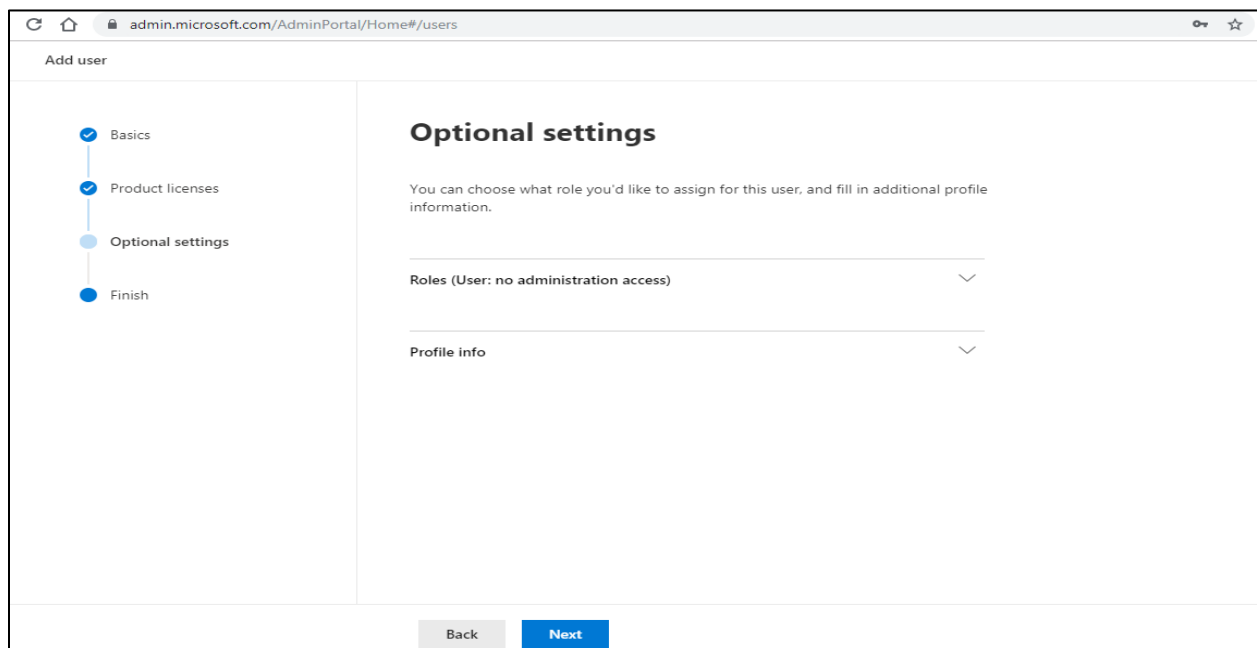 admin.microsoft.com/AdminPortal/Home#/users
Add user
Basics
Product licenses
Optional settings
Finish
Optional settings
You can choose what role you'd like to assign for this user, and fill in additional profile
information.
Roles (User: no administration access)
Profile info
Back
Next